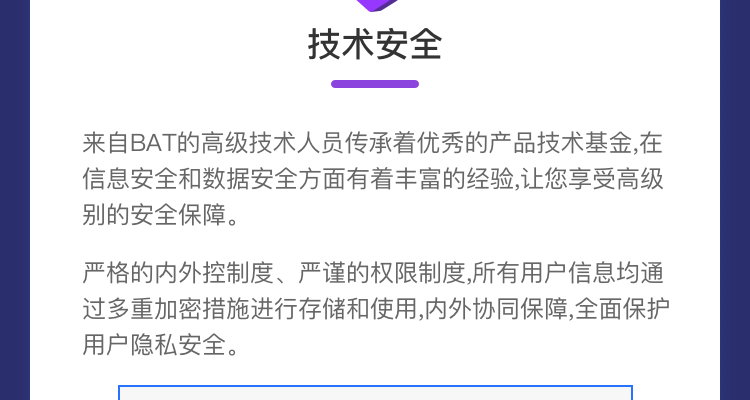 技术安全
来自BAT的高级技术人员传承着优秀的产品技术基金,在
信息安全和数据安全方面有着丰富的经验,让您享受高级
别的安全保障。
严格的内外控制度、严谨的权限制度,所有用户信息均通
过多重加密措施进行存储和使用,内外协同保障,全面保护
用户隐私安全。